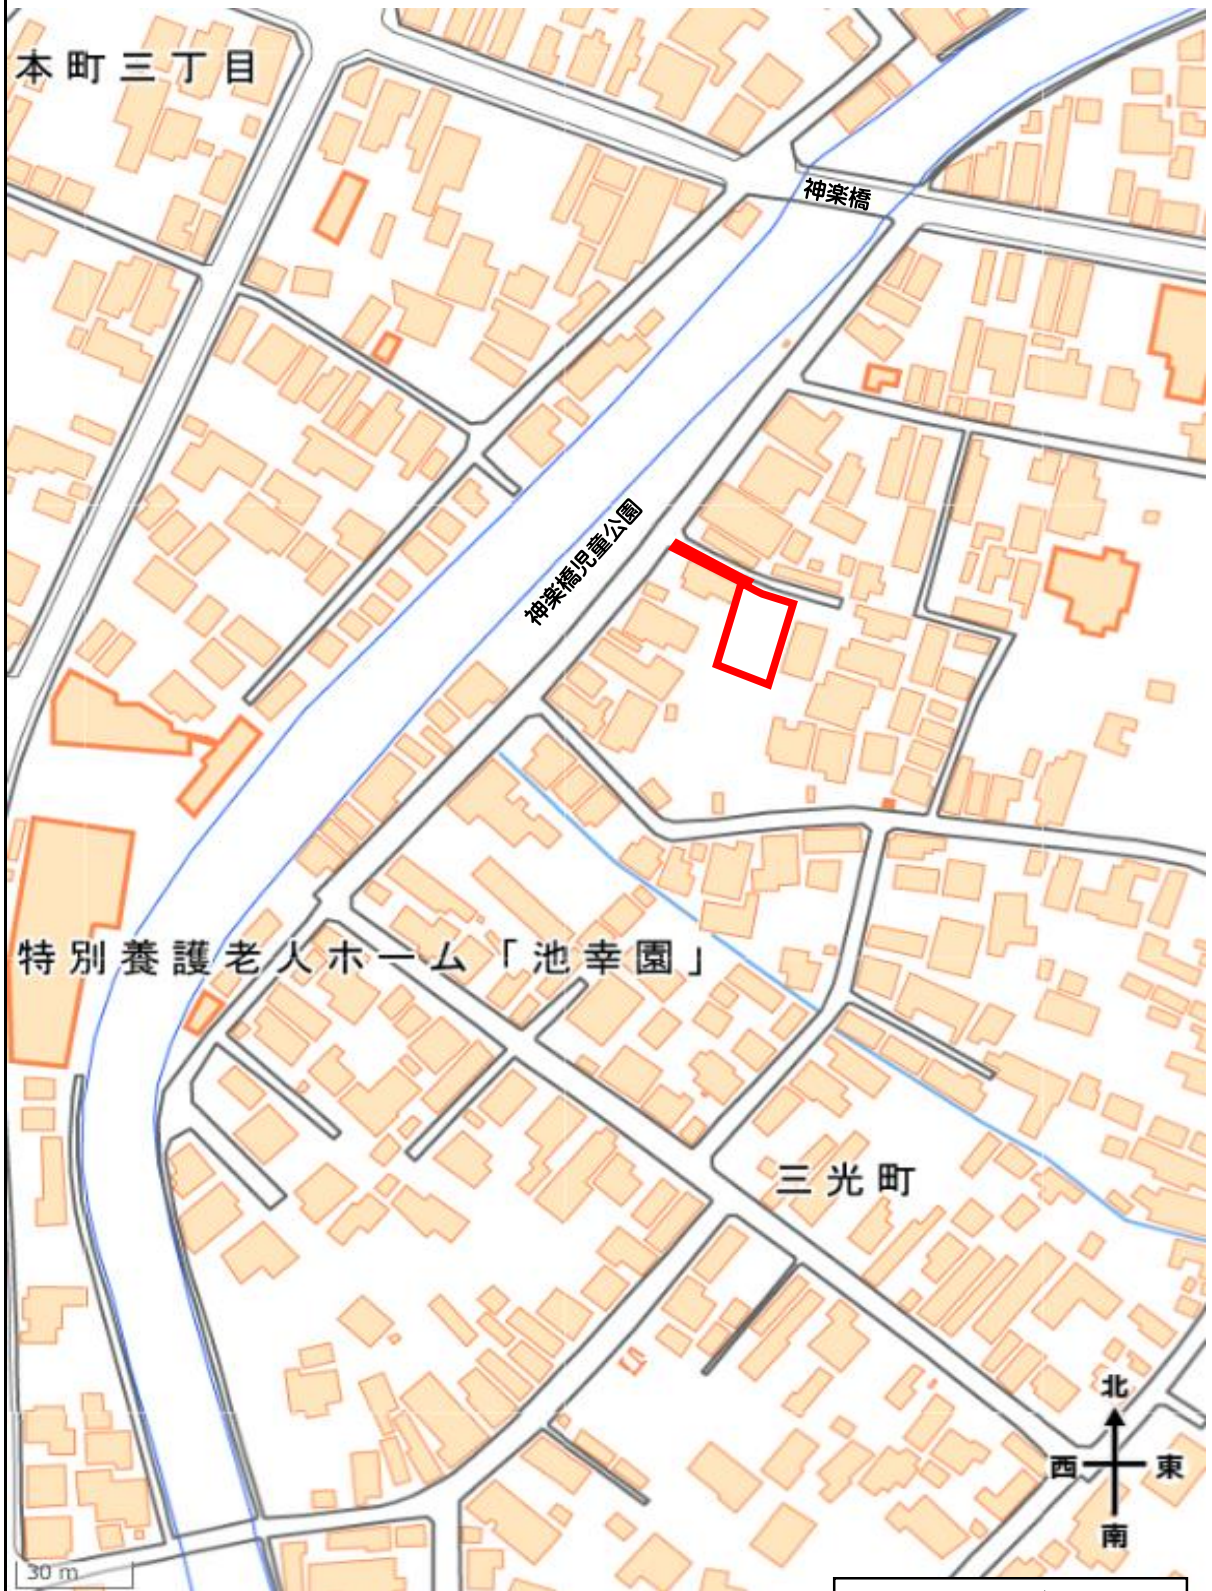 本町三丁目
神楽橋
神楽橋児童公園
特別養護老人ホーム「池幸園」
三光町
北
西 東
南
30 m